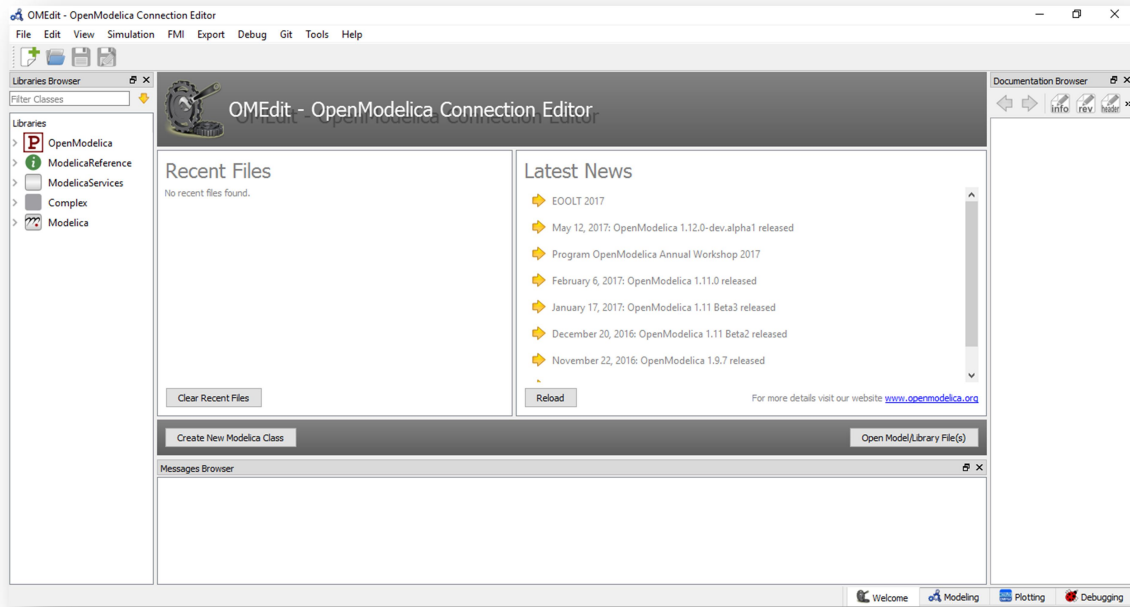 OMEdit - OpenModelica Connection Editor
File Edit View Simulation FMI Export Debug Git Tools Help
Libraries Browser
Filter Classes
Libraries
OpenModelica
ModelicaReference
ModelicaServices
Complex
Modelica
OMEdit - OpenModelica Connection Editor
Recent Files
No recent files found.
Clear Recent Files
Latest News
EOOLT 2017
May 12, 2017: OpenModelica 1.12.0-dev.alpha1 released
Program OpenModelica Annual Workshop 2017
February 6, 2017: OpenModelica 1.11.0 released
January 17, 2017: OpenModelica 1.11 Beta3 released
December 20, 2016: OpenModelica 1.11 Beta2 released
November 22, 2016: OpenModelica 1.9.7 released
Reload
For more details visit our website www.openmodelica.org
Create New Modelica Class
Open Model/Library File(s)
Messages Browser
Documentation Browser
info rev header »
Welcome Modeling Plotting Debugging